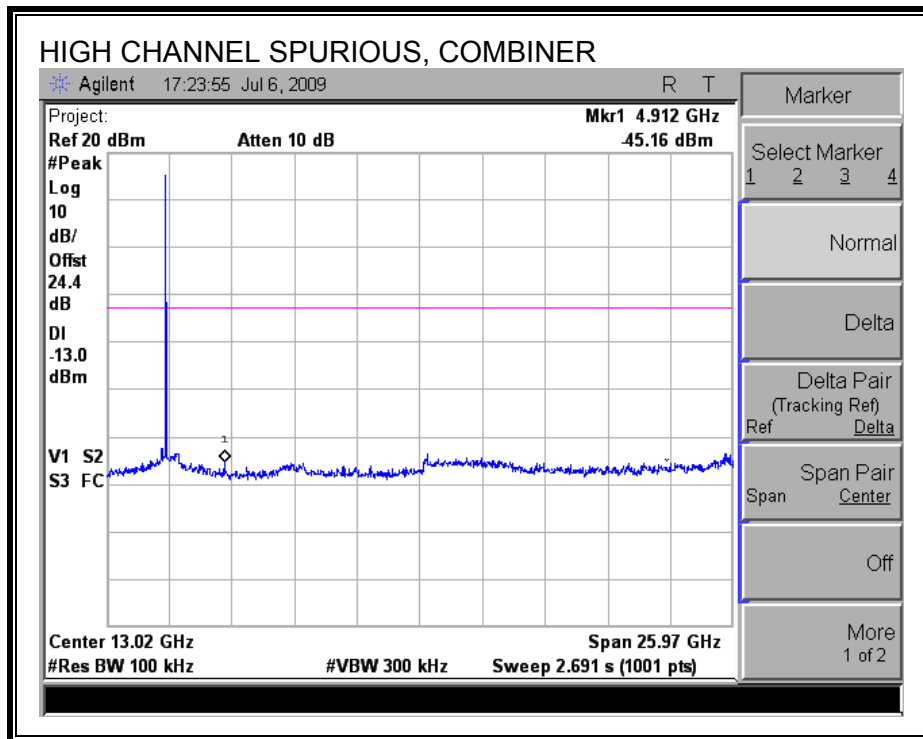 HIGH CHANNEL SPURIOUS, COMBINER
Agilent 17:23:55 Jul 6, 2009 R T
Project:
Mkr1 4.912 GHz
Ref 20 dBm Atten 10 dB -45.16 dBm
#Peak
Log
10
dB/
Offst
24.4
dB
DI
-13.0
dBm
1
V1 S2
S3 FC
Center 13.02 GHz Span 25.97 GHz
#Res BW 100 kHz #VBW 300 kHz Sweep 2.691 s (1001 pts)
Marker
Select Marker
1 2 3 4
Normal
Delta
Delta Pair
(Tracking Ref)
Ref Delta
Span Pair
Span Center
Off
More
1 of 2